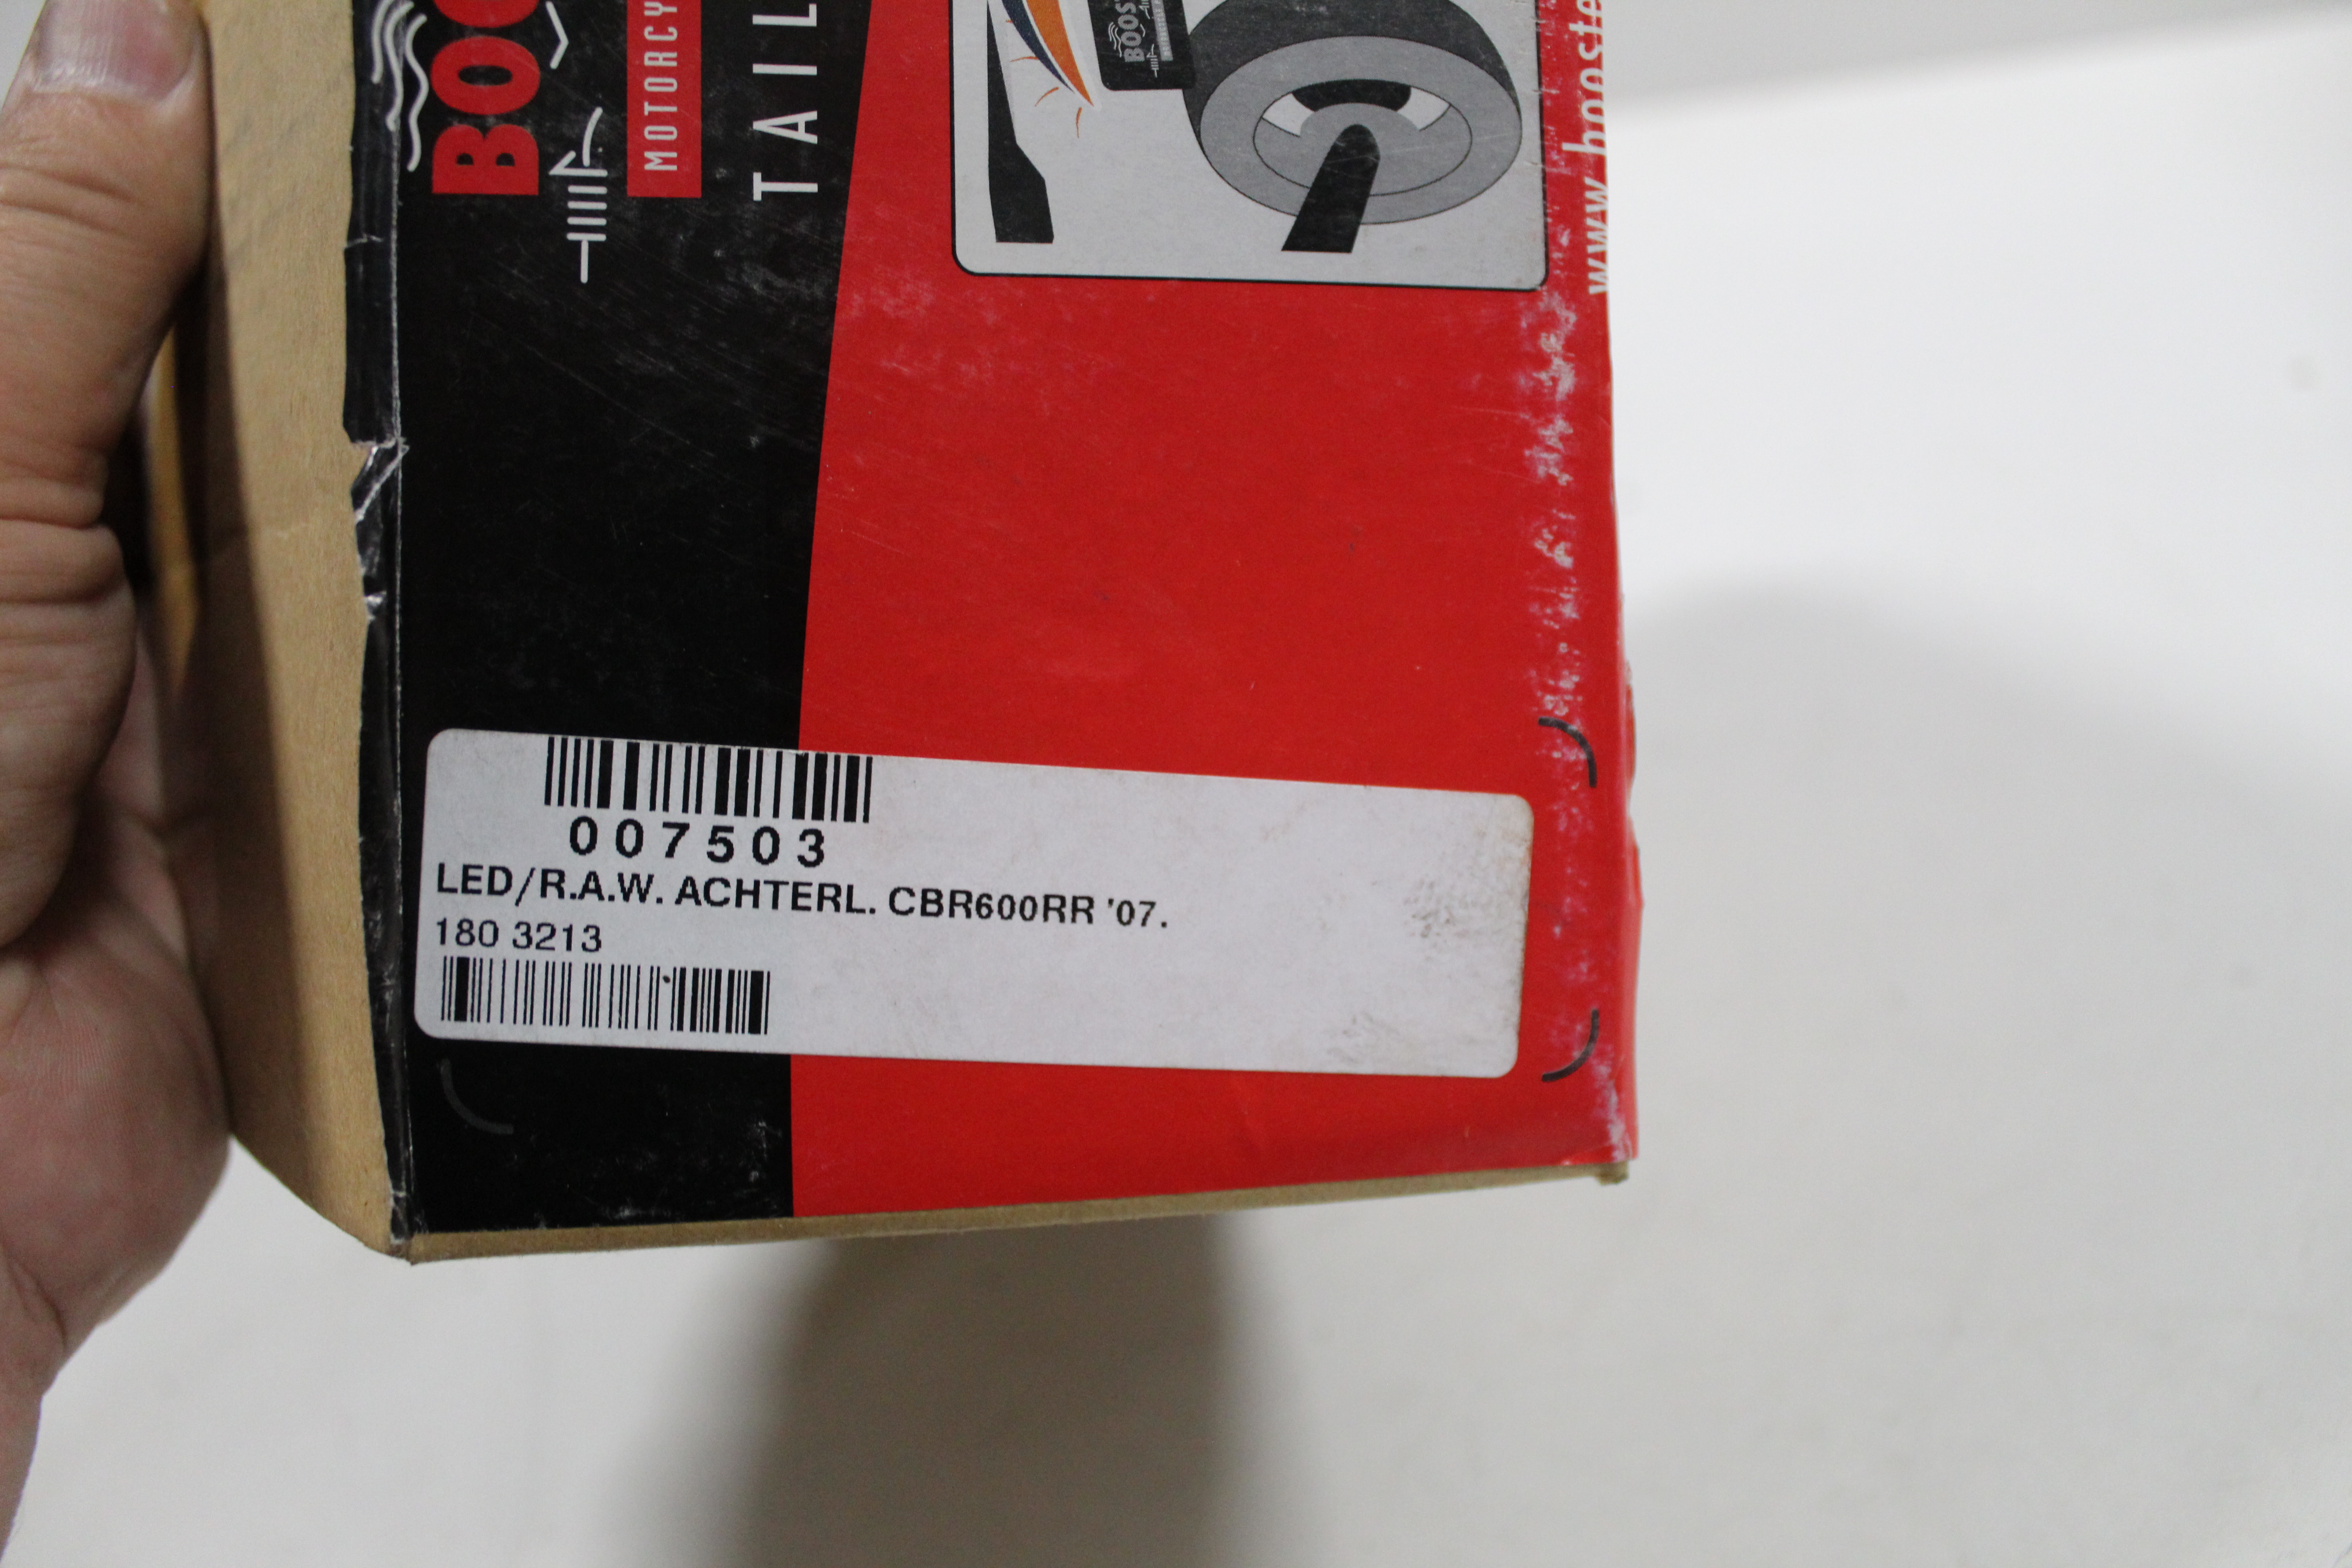 BOO
MOTORCY
TAIL
BOOS
www.booste
007503
LED/R.A.W. ACHTERL. CBR600RR '07.
180 3213